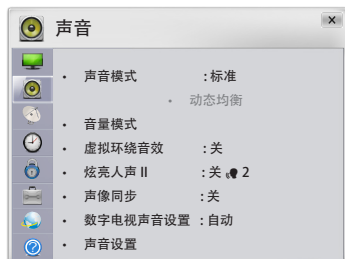 声音
X
• 声音模式 : 标准
• 动态均衡
• 音量模式
• 虚拟环绕音效 : 关
• 炫亮人声 II : 关 2
• 声像同步 : 关
• 数字电视声音设置 : 自动
• 声音设置
?